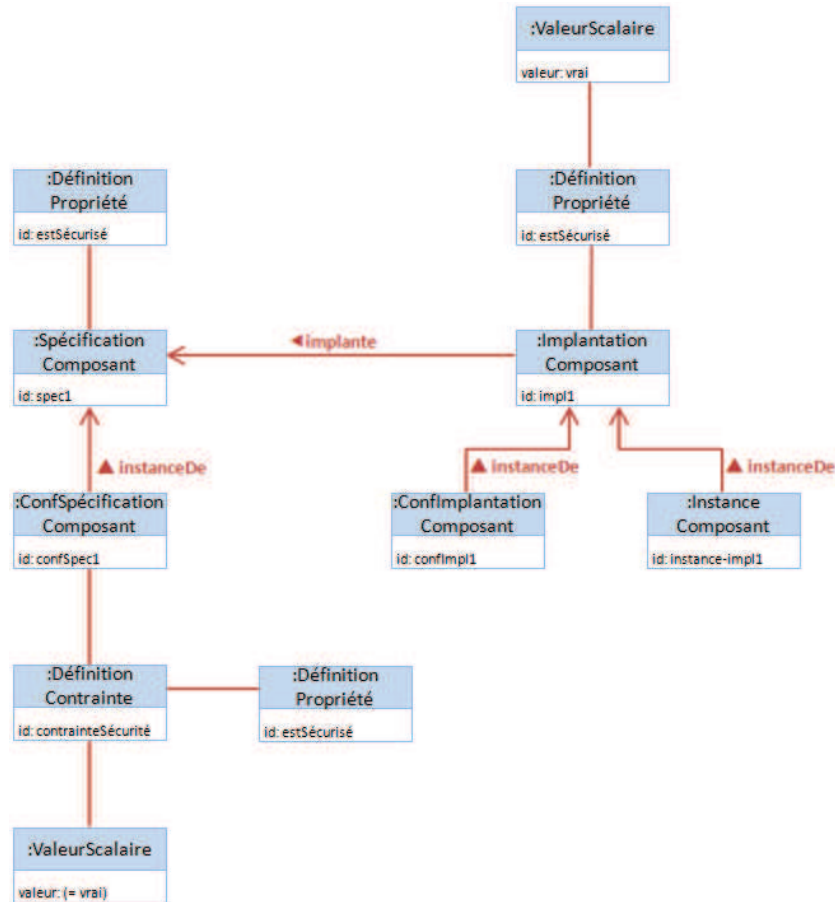 :ValeurScalaire
valeur: vrai
:Définition
Propriété
id: estSécurisé
:Définition
Propriété
id: estSécurisé
:Spécification
Composant
id: spec1
◄implante
:Implantation
Composant
id: impl1
▲ instanceDe
▲ instanceDe
▲ instanceDe
:ConfSpécification
Composant
id: confSpec1
:ConfImplantation
Composant
id: confImpl1
:Instance
Composant
id: instance-impl1
:Définition
Contrainte
id: contrainteSécurité
:Définition
Propriété
id: estSécurisé
:ValeurScalaire
valeur: (= vrai)